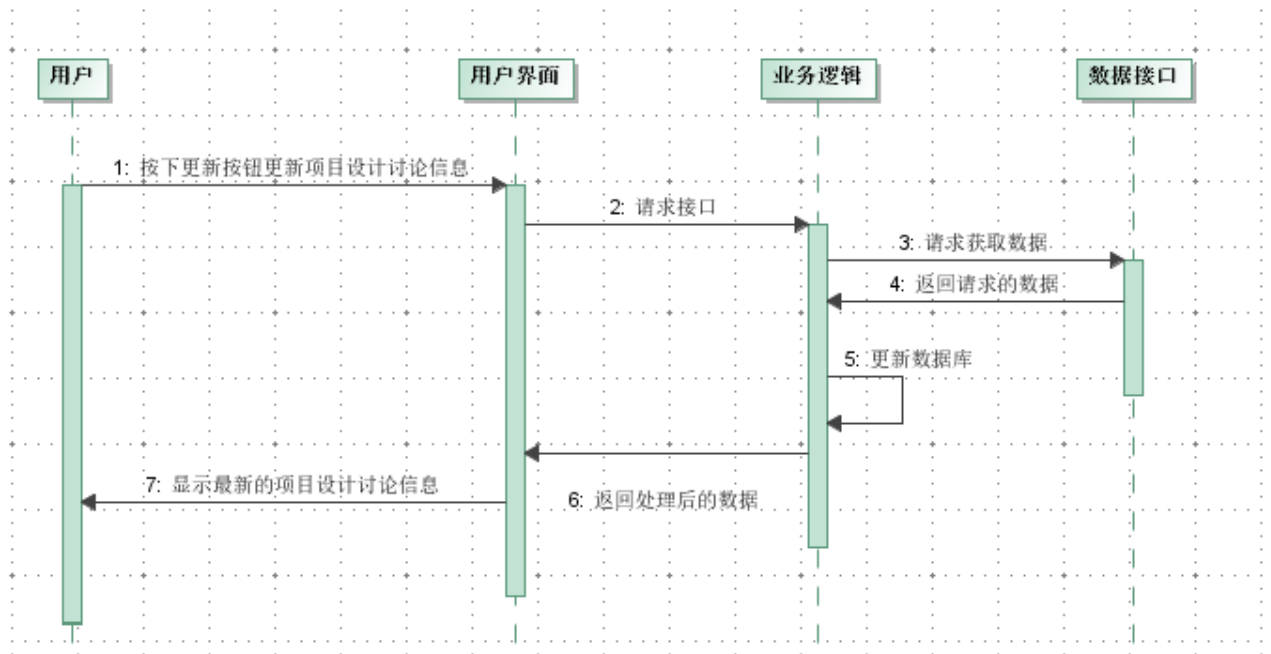 用户
用户界面
业务逻辑
数据接口
1: 按下更新按钮更新项目设计讨论信息
2: 请求接口
3: 请求获取数据
4: 返回请求的数据
5: 更新数据库
7: 显示最新的项目设计讨论信息
6: 返回处理后的数据